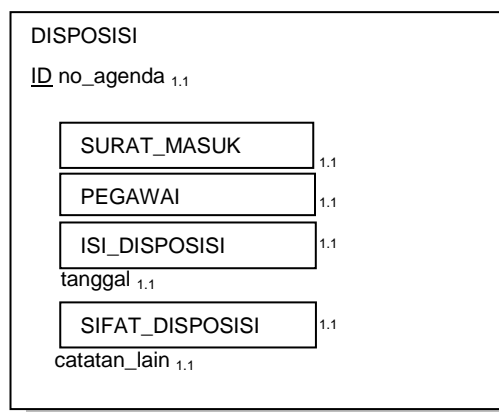 DISPOSISI
ID no_agenda 1.1
SURAT_MASUK 1.1
PEGAWAI 1.1
ISI_DISPOSISI 1.1
tanggal 1.1
SIFAT_DISPOSISI 1.1
catatan_lain 1.1